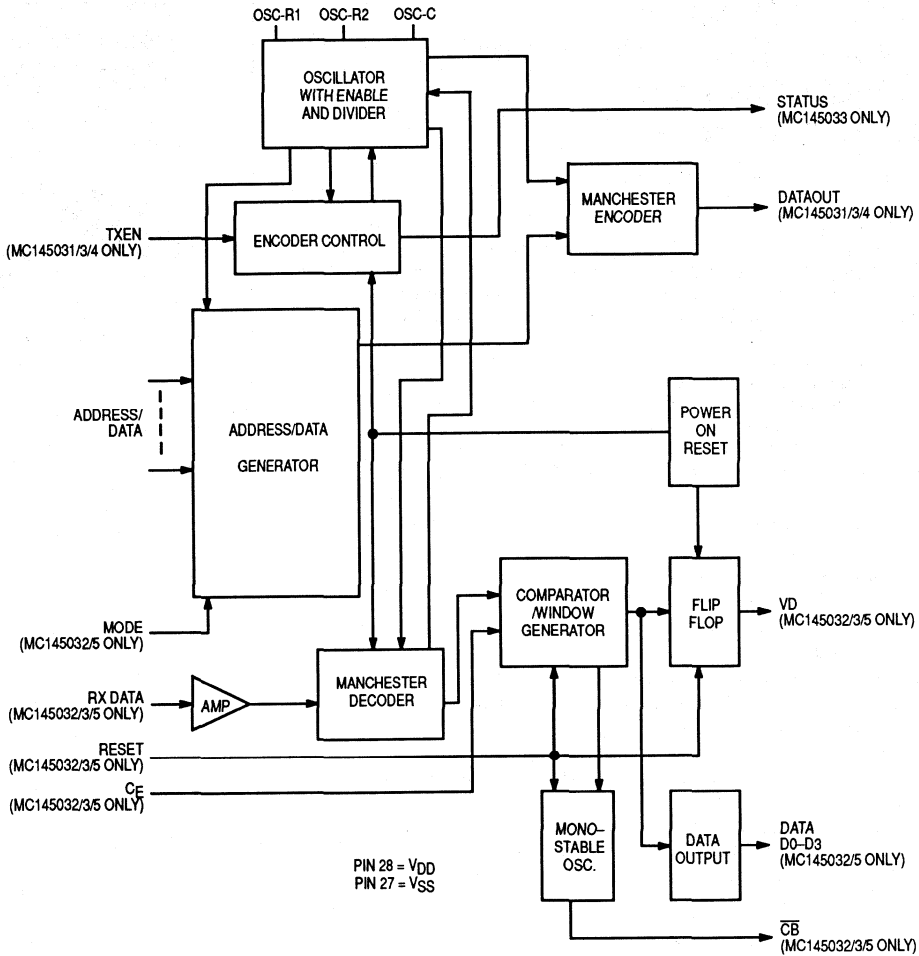 OSC-R1 OSC-R2 OSC-C
OSCILLATOR
WITH ENABLE
AND DIVIDER
STATUS
(MC145033 ONLY)
MANCHESTER
ENCODER
DATAOUT
(MC145031/3/4 ONLY)
TXEN
(MC145031/3/4 ONLY)
ENCODER CONTROL
ADDRESS/
DATA
ADDRESS/DATA
GENERATOR
POWER
ON
RESET
MODE
(MC145032/5 ONLY)
COMPARATOR
/WINDOW
GENERATOR
FLIP
FLOP
VD
(MC145032/3/5 ONLY)
RX DATA
(MC145032/3/5 ONLY)
AMP
MANCHESTER
DECODER
RESET
(MC145032/3/5 ONLY)
CE
(MC145032/3/5 ONLY)
MONO–
STABLE
OSC.
DATA
OUTPUT
DATA
D0–D3
(MC145032/5 ONLY)
PIN 28 = VDD
PIN 27 = VSS
C̅B̅
(MC145032/3/5 ONLY)